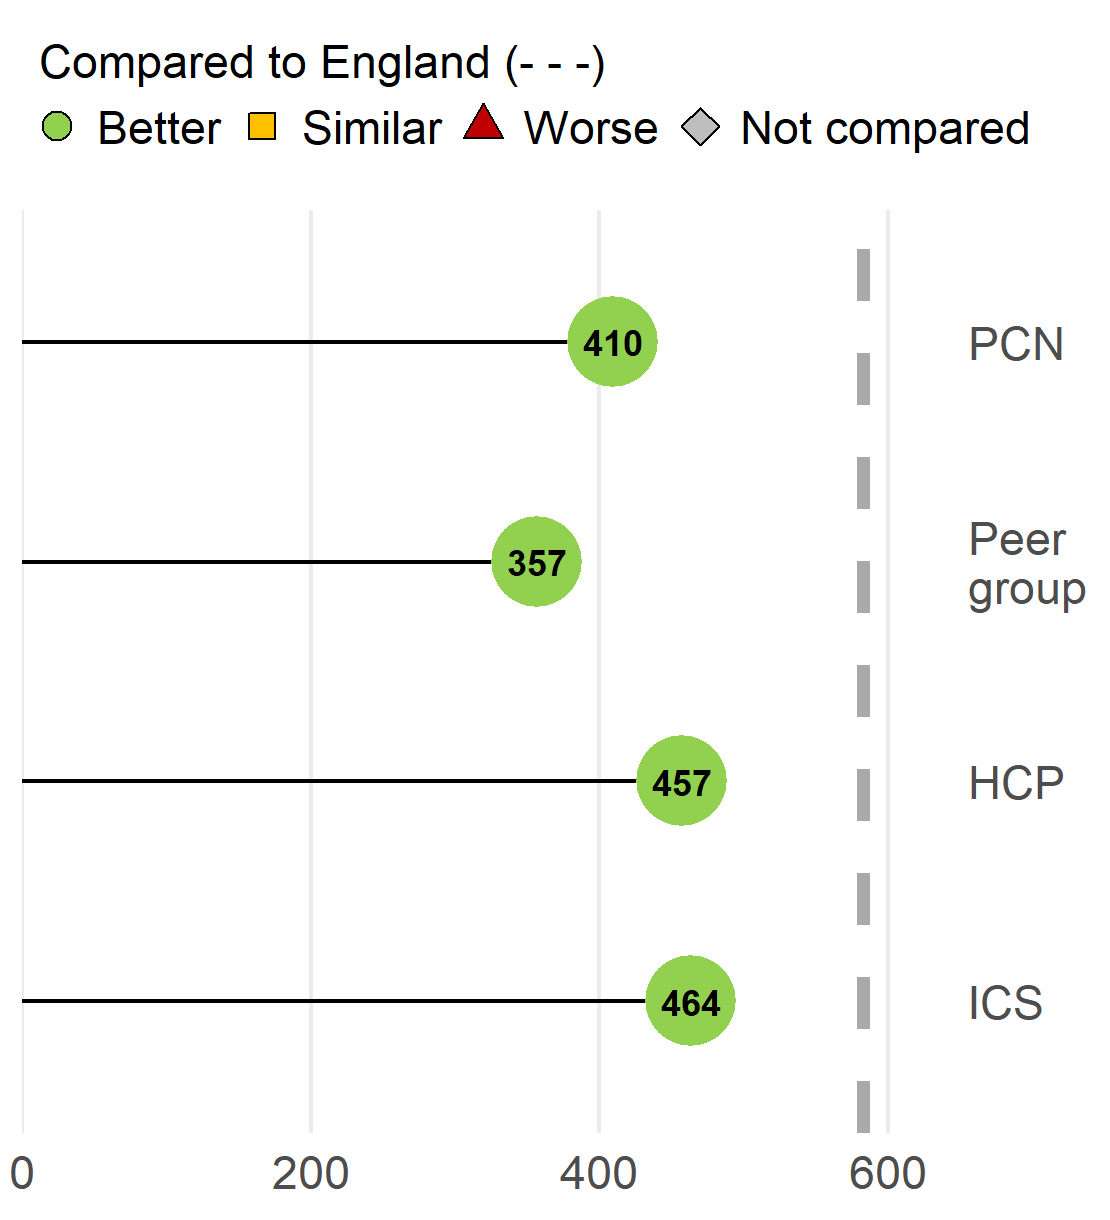 Compared to England (- - -)
Better Similar Worse Not compared
410 PCN
357 Peer
group
457 HCP
464 ICS
0 200 400 600